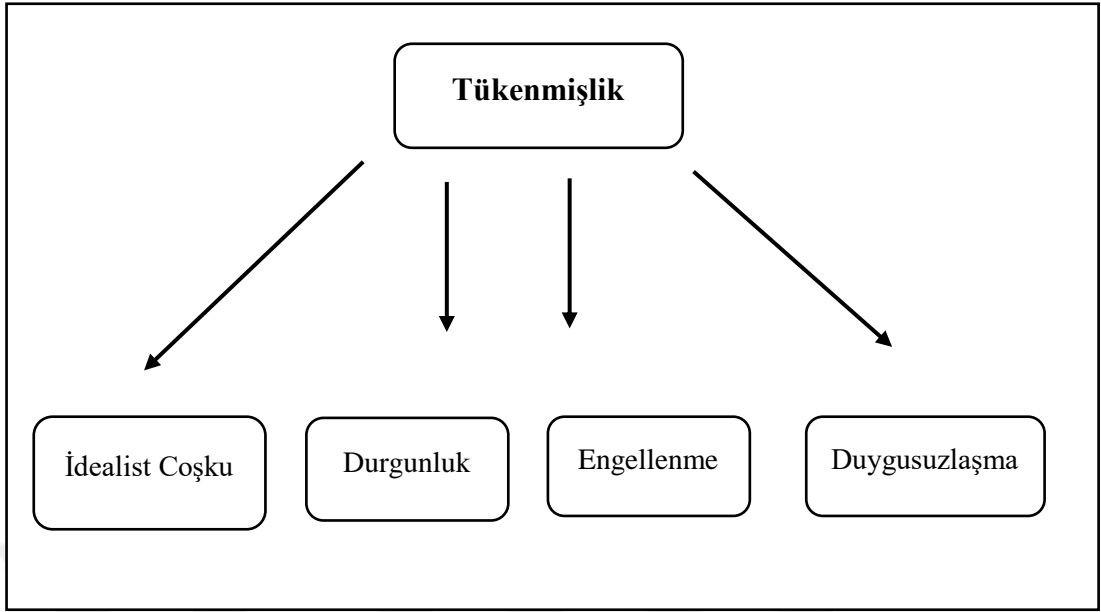 Tükenmişlik
İdealist Coşku
Durgunluk
Engellenme
Duygusuzlaşma